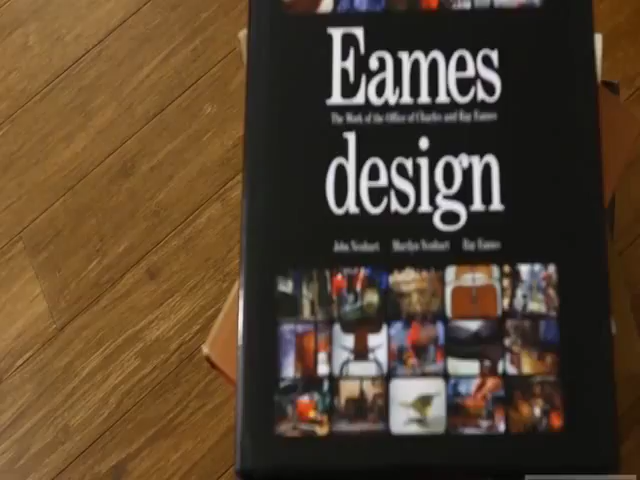 Eames
The Work of the Office of Charles and Ray Eames
design
John Neuhart Marilyn Neuhart Ray Eames